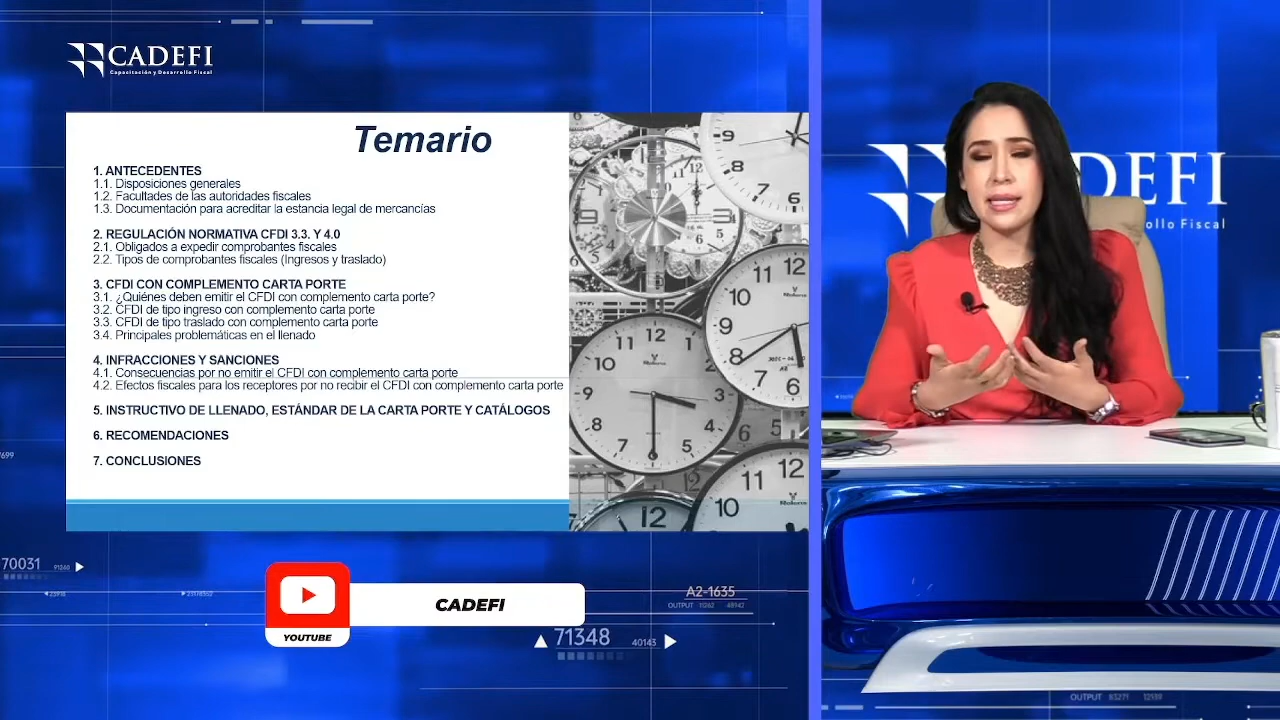 CADEFI
Capacitación y Desarrollo Fiscal
Temario
1. ANTECEDENTES
1.1. Disposiciones generales
1.2. Facultades de las autoridades fiscales
1.3. Documentación para acreditar la estancia legal de mercancías
2. REGULACIÓN NORMATIVA CFDI 3.3. Y 4.0
2.1. Obligados a expedir comprobantes fiscales
2.2. Tipos de comprobantes fiscales (Ingresos y traslado)
3. CFDI CON COMPLEMENTO CARTA PORTE
3.1. ¿Quiénes deben emitir el CFDI con complemento carta porte?
3.2. CFDI de tipo ingreso con complemento carta porte
3.3. CFDI de tipo traslado con complemento carta porte
3.4. Principales problemáticas en el llenado
4. INFRACCIONES Y SANCIONES
4.1. Consecuencias por no emitir el CFDI con complemento carta porte
4.2. Efectos fiscales para los receptores por no recibir el CFDI con complemento carta porte
5. INSTRUCTIVO DE LLENADO, ESTÁNDAR DE LA CARTA PORTE Y CATÁLOGOS
6. RECOMENDACIONES
7. CONCLUSIONES
CADEFI
YOUTUBE
DEFI
llo Fiscal
70031
A2-1635
OUTPUT
71348 40143
OUTPUT